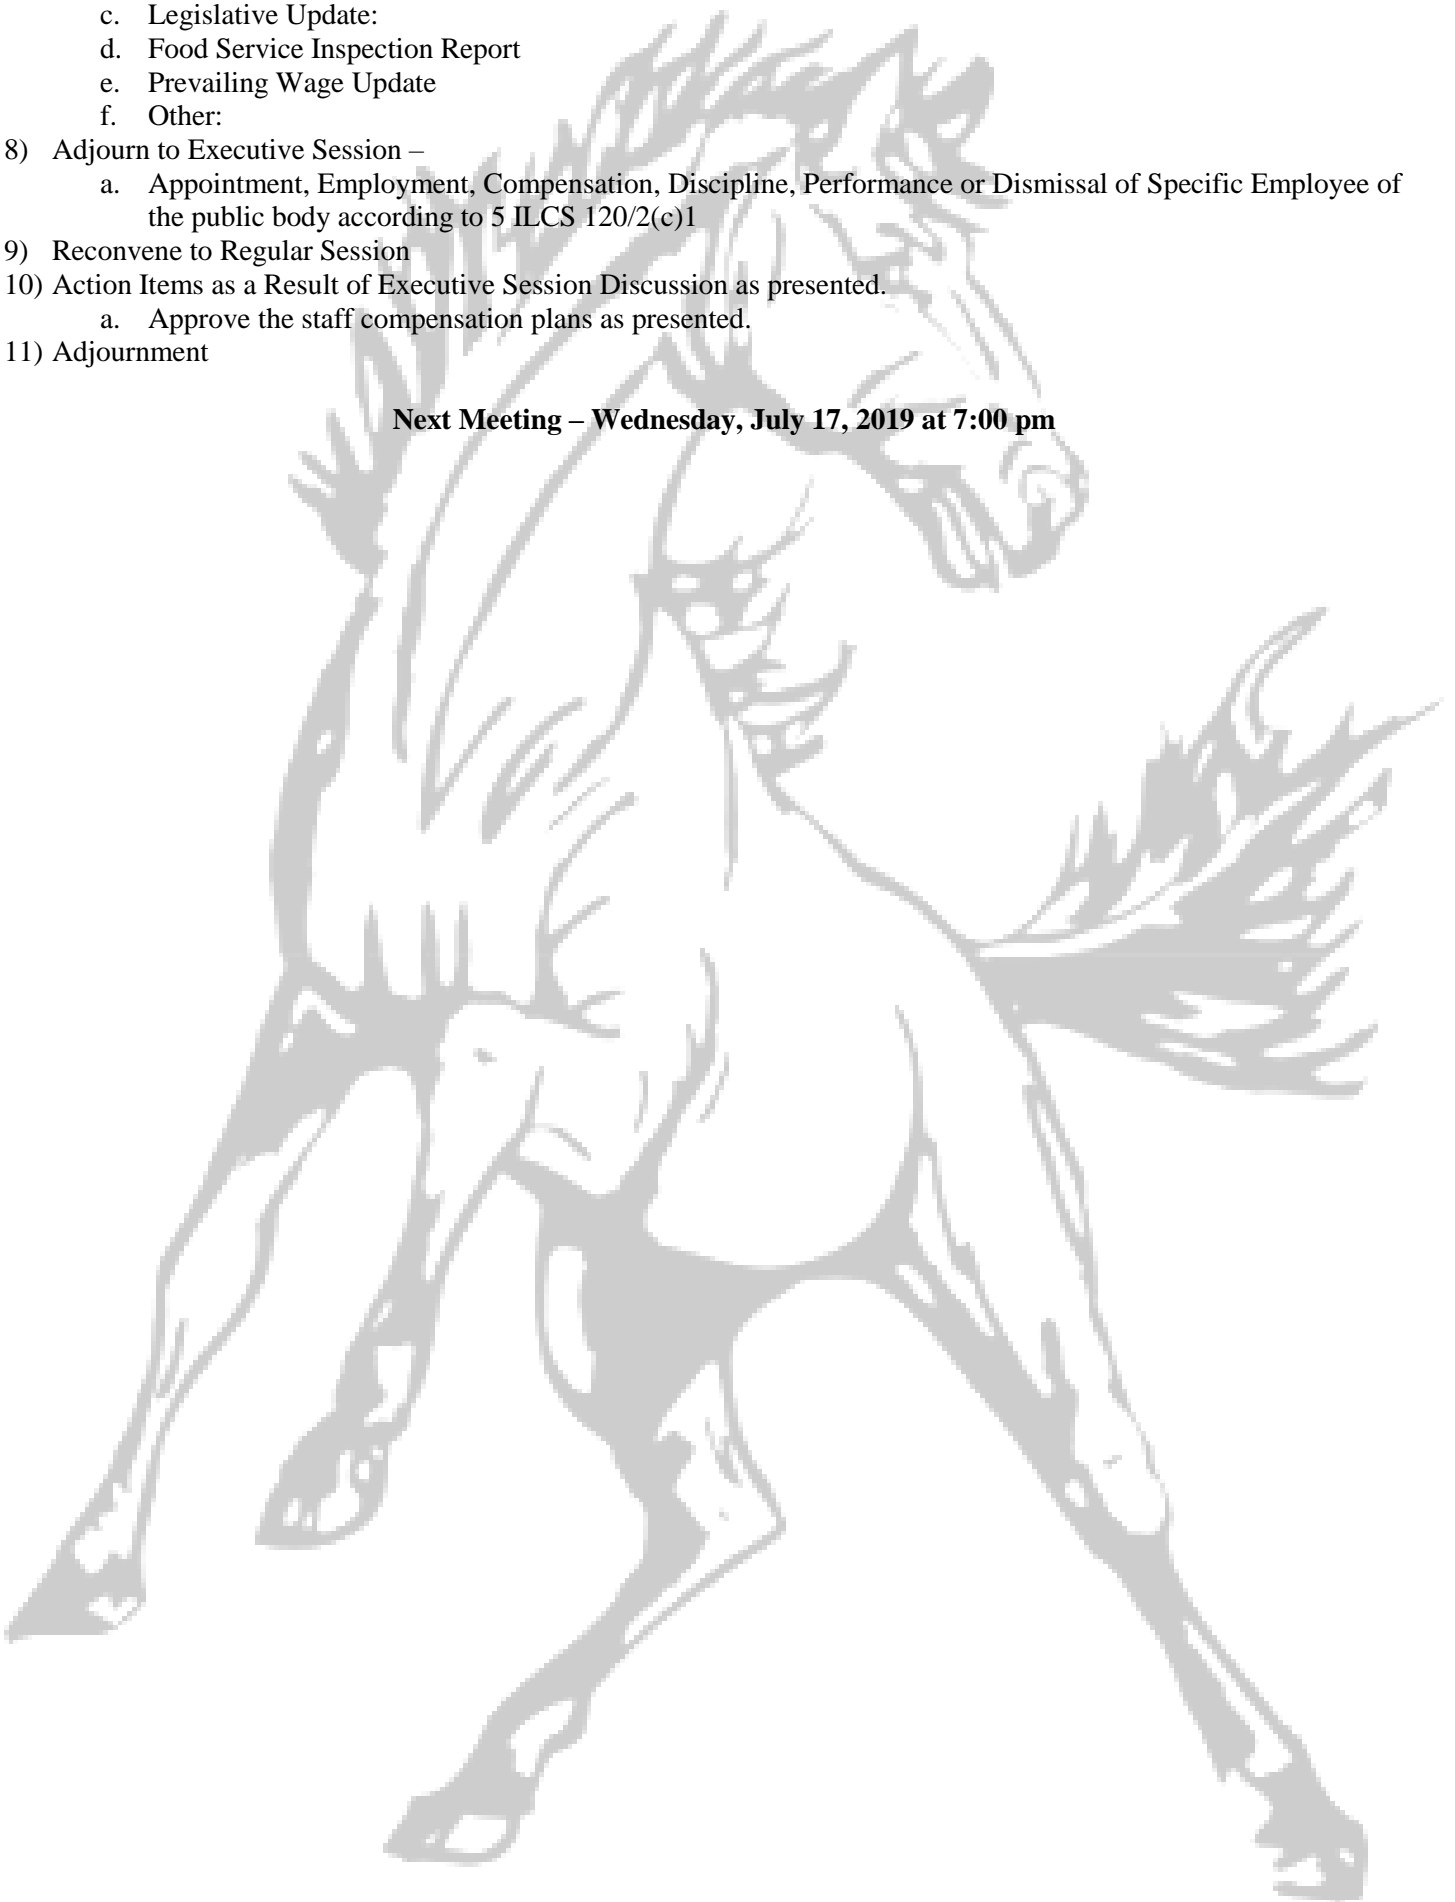 c. Legislative Update:
d. Food Service Inspection Report
e. Prevailing Wage Update
f. Other:
8) Adjourn to Executive Session –
a. Appointment, Employment, Compensation, Discipline, Performance or Dismissal of Specific Employee of
the public body according to 5 ILCS 120/2(c)1
9) Reconvene to Regular Session
10) Action Items as a Result of Executive Session Discussion as presented.
a. Approve the staff compensation plans as presented.
11) Adjournment
Next Meeting – Wednesday, July 17, 2019 at 7:00 pm